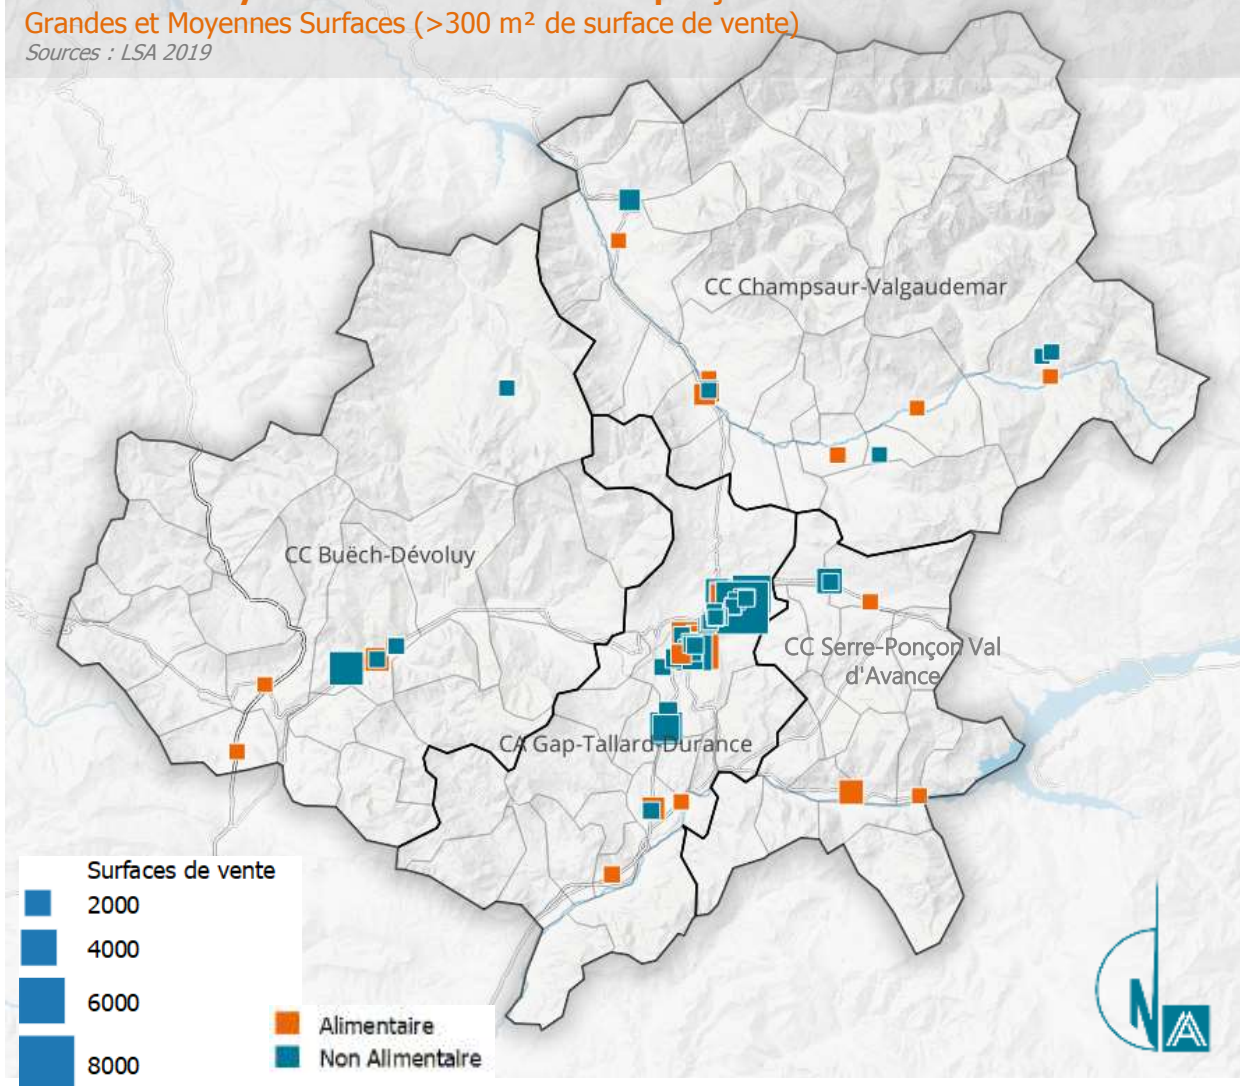 Grandes et Moyennes Surfaces (>300 m² de surface de vente)
Sources : LSA 2019
CC Champsaur-Valgaudemar
CC Buëch-Dévoluy
CC Serre-Ponçon Val
d'Avance
CA Gap-Tallard-Durance
Surfaces de vente
2000
4000
6000
8000
Alimentaire
Non Alimentaire
N